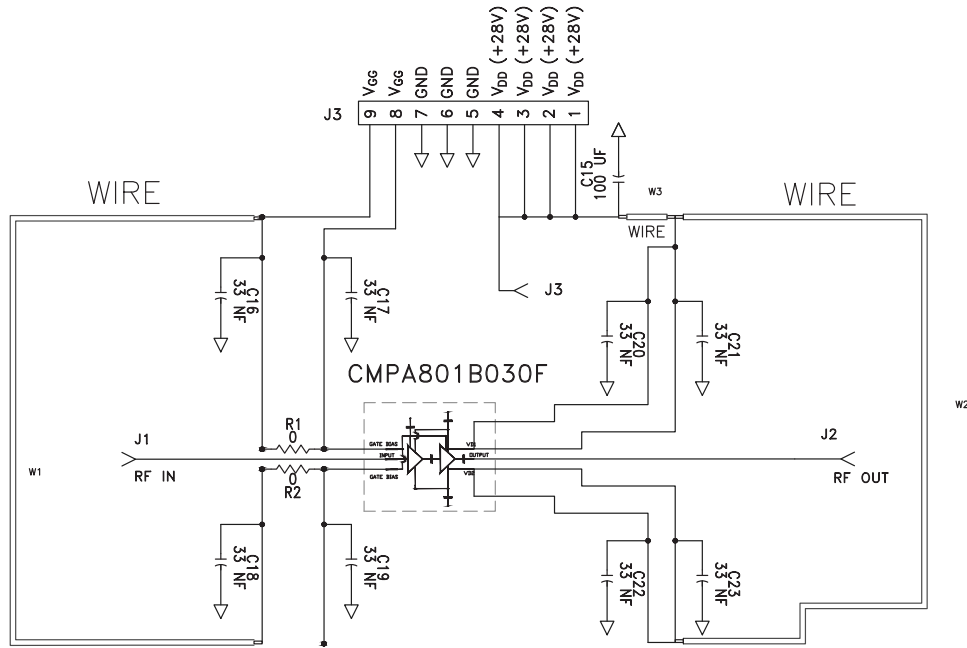 VGG
VGG
GND
GND
GND
VDD (+28V)
VDD (+28V)
VDD (+28V)
VDD (+28V)
J3
9
8
7
6
5
4
3
2
1
C15
100 UF
W3
WIRE
WIRE
WIRE
J3
C16
33 NF
C17
33 NF
C20
33 NF
C21
33 NF
CMPA801B030F
W2
R1
0
J1
RF IN
GATE BIAS
INPUT
GATE BIAS
OUTPUT
J2
RF OUT
W1
0
R2
C18
33 NF
C19
33 NF
C22
33 NF
C23
33 NF